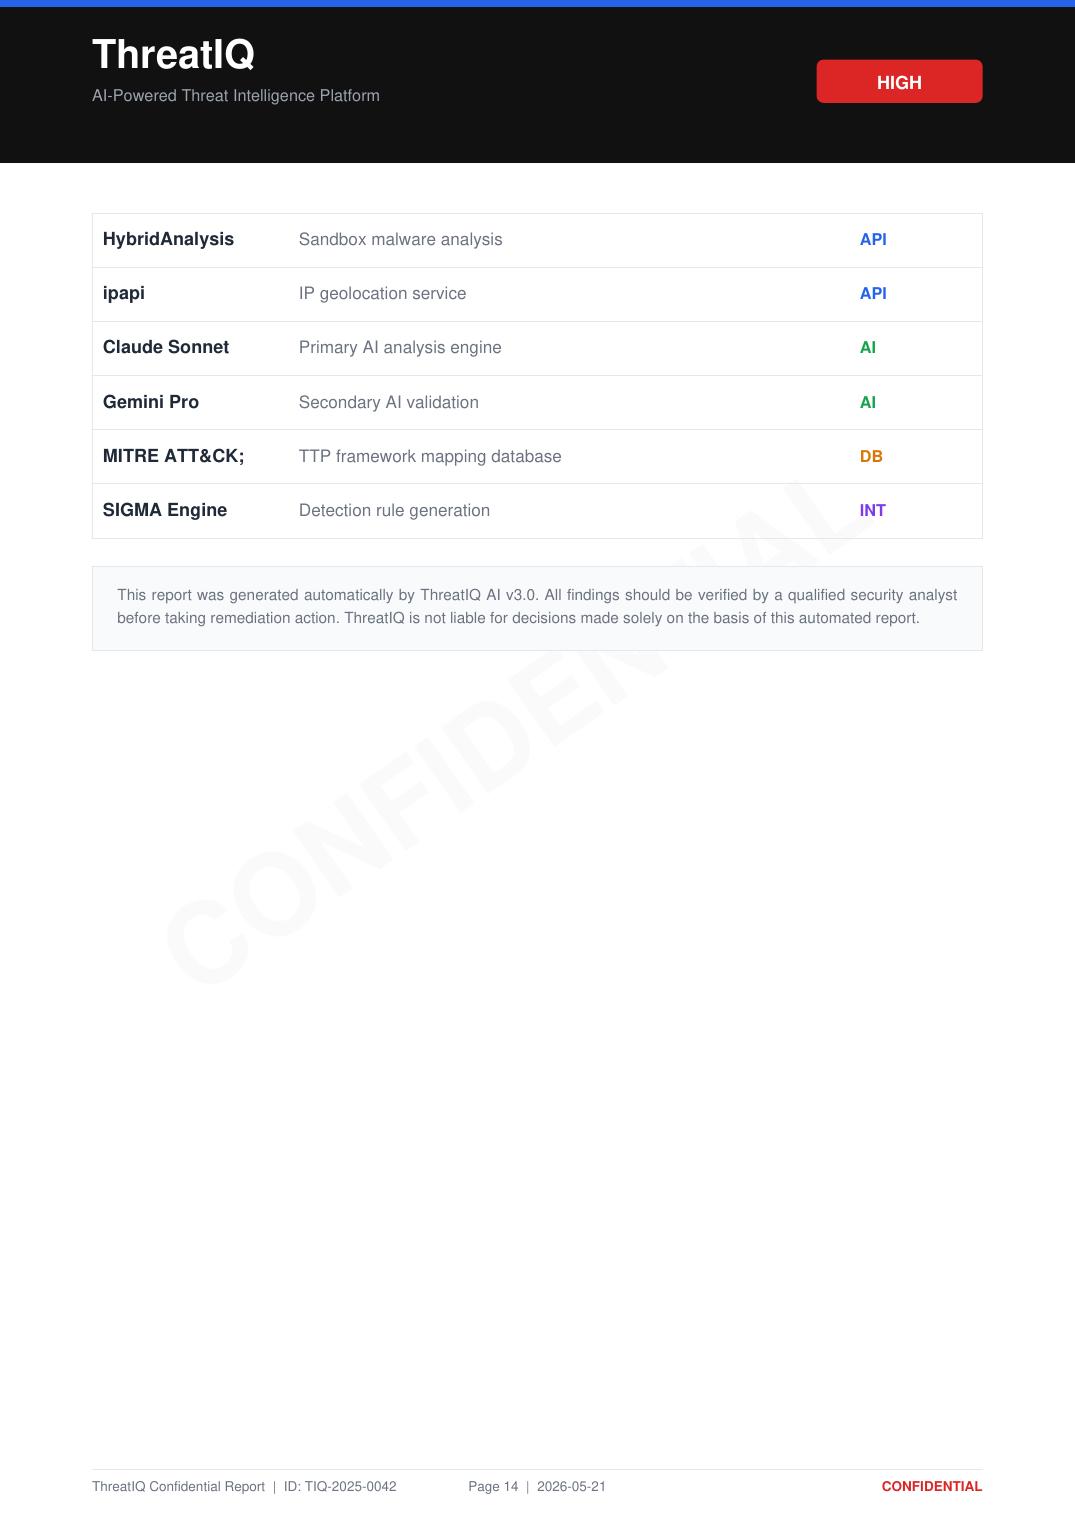 ThreatIQ
AI-Powered Threat Intelligence Platform
HIGH
HybridAnalysis Sandbox malware analysis API
ipapi IP geolocation service API
Claude Sonnet Primary AI analysis engine AI
Gemini Pro Secondary AI validation AI
MITRE ATT&CK; TTP framework mapping database DB
SIGMA Engine Detection rule generation INT
This report was generated automatically by ThreatIQ AI v3.0. All findings should be verified by a qualified security analyst
before taking remediation action. ThreatIQ is not liable for decisions made solely on the basis of this automated report.
CONFIDENTIAL
ThreatIQ Confidential Report | ID: TIQ-2025-0042 Page 14 | 2026-05-21 CONFIDENTIAL